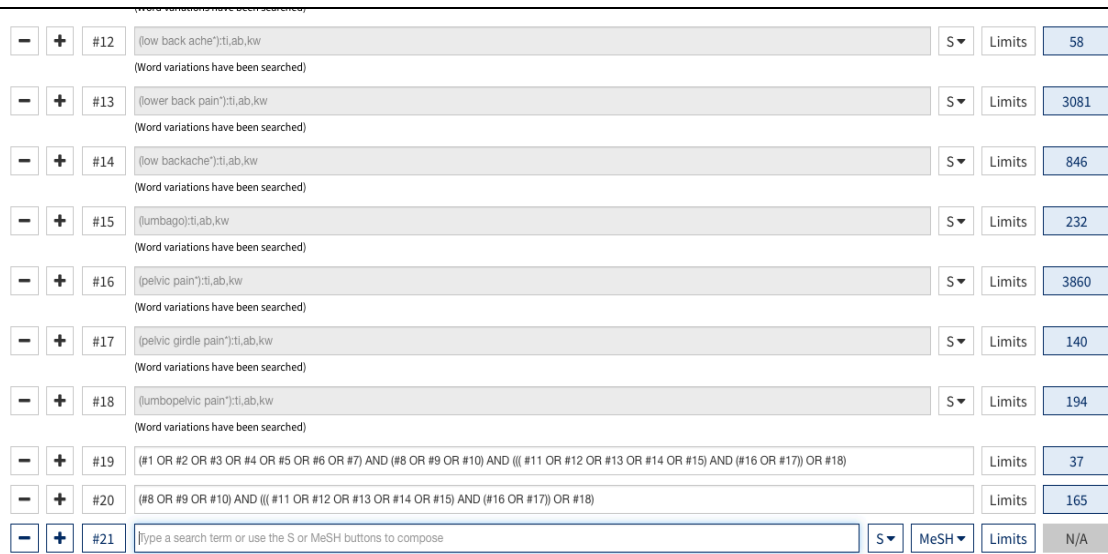 (Word variations have been searched)
− + #12 (low back ache*):ti,ab,kw S Limits 58
(Word variations have been searched)
− + #13 (lower back pain*):ti,ab,kw S Limits 3081
(Word variations have been searched)
− + #14 (low backache*):ti,ab,kw S Limits 846
(Word variations have been searched)
− + #15 (lumbago):ti,ab,kw S Limits 232
(Word variations have been searched)
− + #16 (pelvic pain*):ti,ab,kw S Limits 3860
(Word variations have been searched)
− + #17 (pelvic girdle pain*):ti,ab,kw S Limits 140
(Word variations have been searched)
− + #18 (lumbopelvic pain*):ti,ab,kw S Limits 194
(Word variations have been searched)
− + #19 (#1 OR #2 OR #3 OR #4 OR #5 OR #6 OR #7) AND (#8 OR #9 OR #10) AND ((( #11 OR #12 OR #13 OR #14 OR #15) AND (#16 OR #17)) OR #18) Limits 37
− + #20 (#8 OR #9 OR #10) AND ((( #11 OR #12 OR #13 OR #14 OR #15) AND (#16 OR #17)) OR #18) Limits 165
− + #21 Type a search term or use the S or MeSH buttons to compose S MeSH Limits N/A